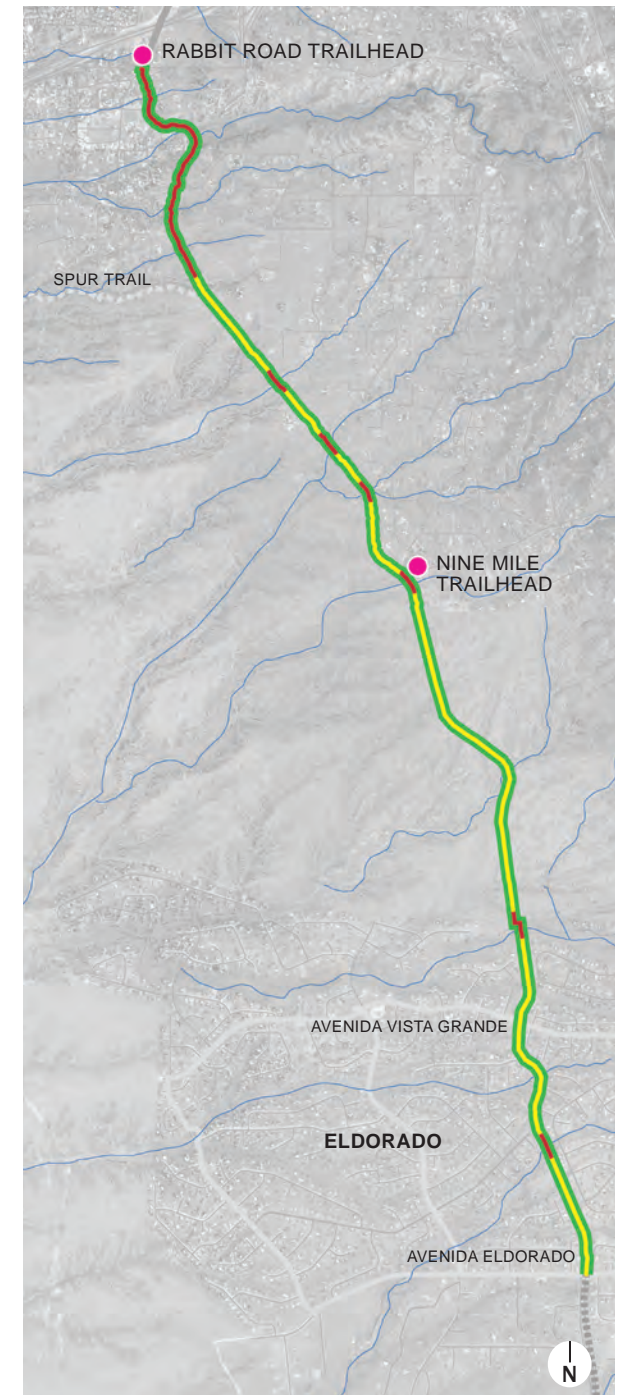 RABBIT ROAD TRAILHEAD
SPUR TRAIL
NINE MILE
TRAILHEAD
AVENIDA VISTA GRANDE
ELDORADO
AVENIDA ELDORADO
N